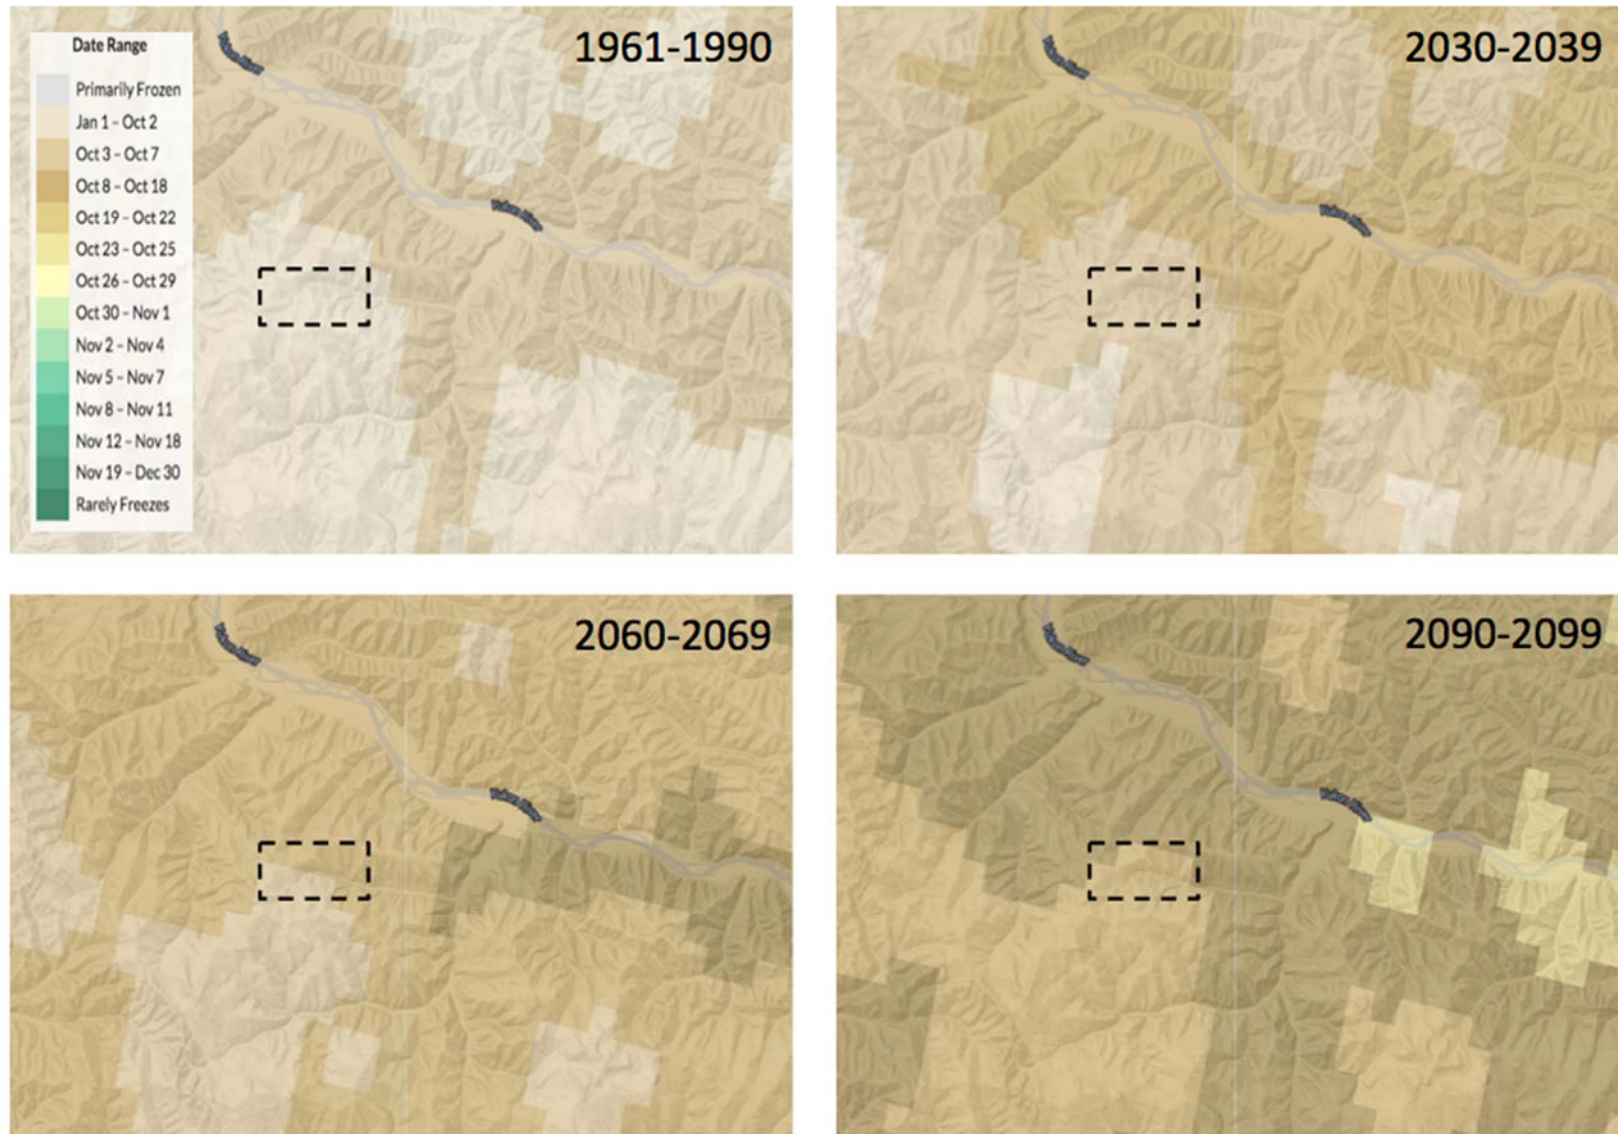 Date Range
Primarily Frozen
Jan 1 – Oct 2
Oct 3 – Oct 7
Oct 8 – Oct 18
Oct 19 – Oct 22
Oct 23 – Oct 25
Oct 26 – Oct 29
Oct 30 – Nov 1
Nov 2 – Nov 4
Nov 5 – Nov 7
Nov 8 – Nov 11
Nov 12 – Nov 18
Nov 19 – Dec 30
Rarely Freezes
1961-1990
2030-2039
2060-2069
2090-2099